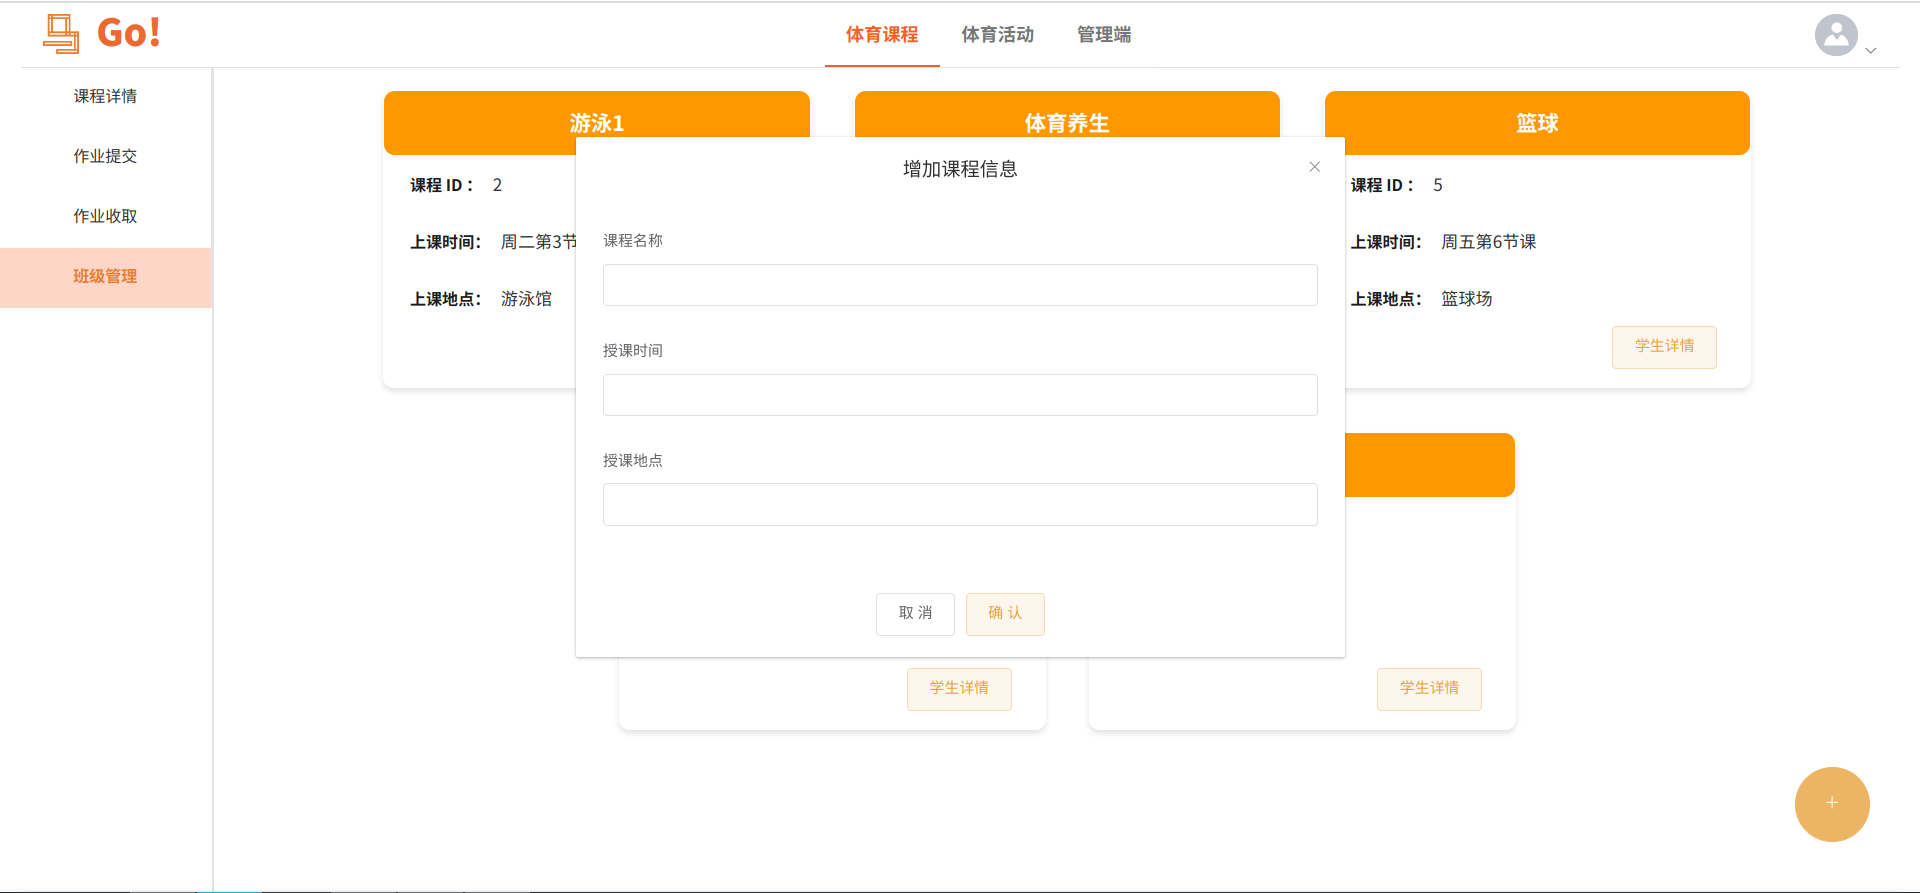 Go!
体育课程
体育活动
管理端
课程详情
作业提交
作业收取
班级管理
游泳1
课程 ID： 2
上课时间： 周二第3节
上课地点： 游泳馆
体育养生
篮球
课程 ID： 5
上课时间： 周五第6节课
上课地点： 篮球场
学生详情
增加课程信息
课程名称
授课时间
授课地点
取 消
确 认
学生详情
学生详情